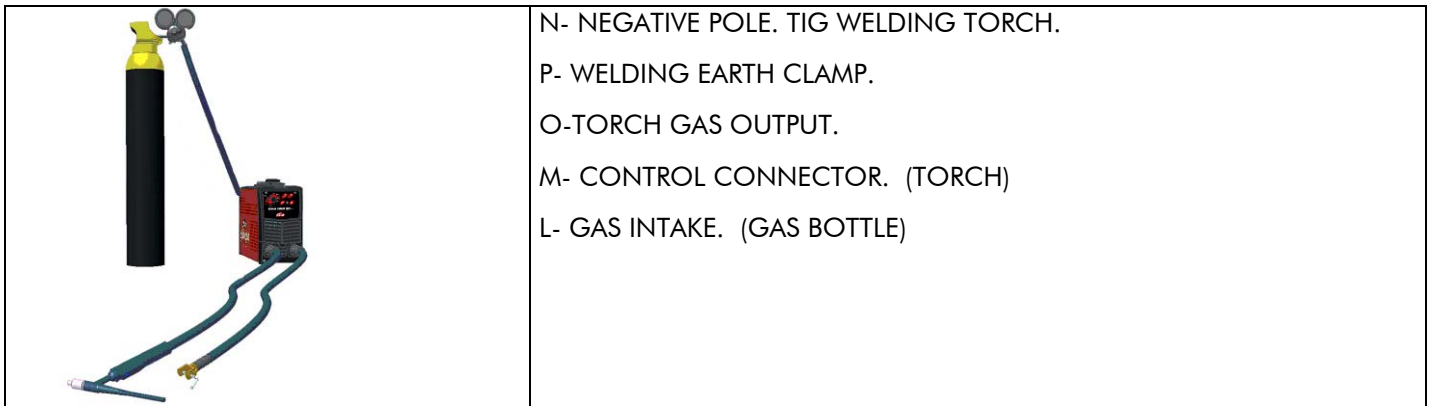 N- NEGATIVE POLE. TIG WELDING TORCH.
P- WELDING EARTH CLAMP.
O-TORCH GAS OUTPUT.
M- CONTROL CONNECTOR. (TORCH)
L- GAS INTAKE. (GAS BOTTLE)